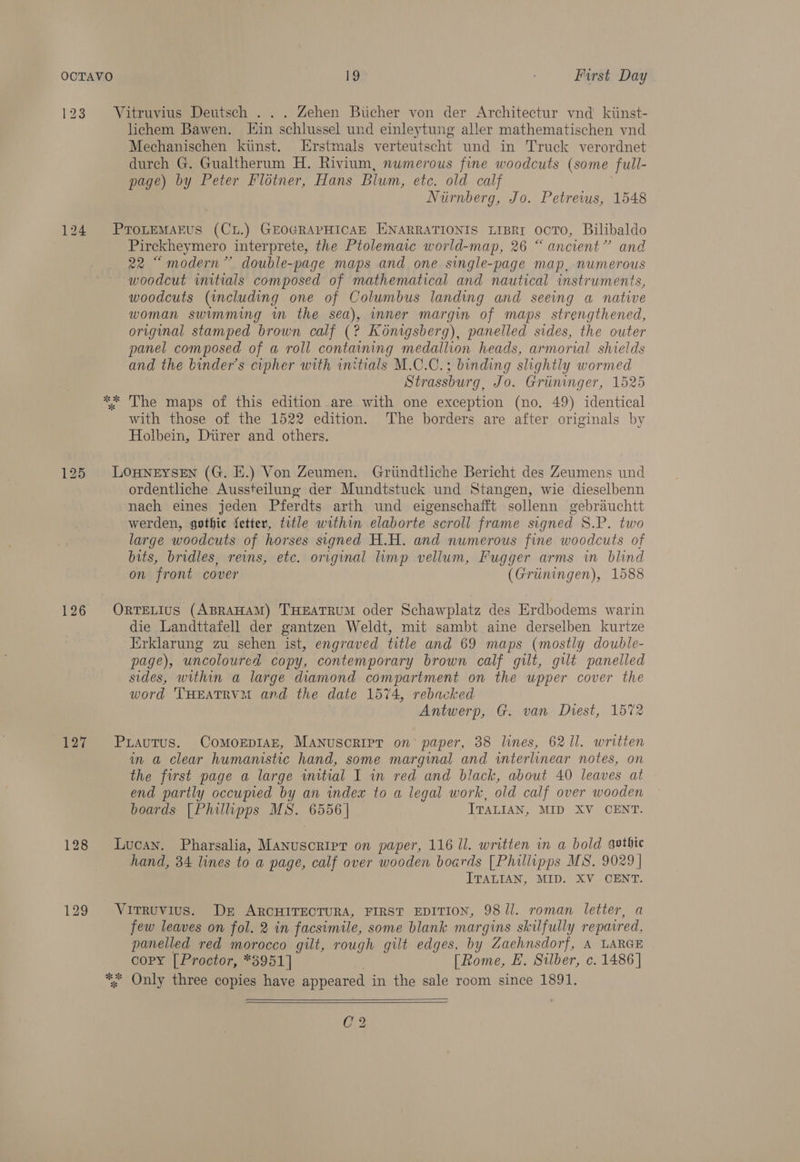 OCTAVO 19 First Day
123 Vitruvius Deutsch . . . Zehen Bücher von der Architectur vnd künst-
lichem Bawen. Ein schlussel und einleytung aller mathematischen vnd
Mechanischen künst. Erstmals verteutscht und in Truck verordnet
durch G. Gualtherum H. Rivium, numerous fine woodcuts (some full-
page) by Peter Flötner, Hans Blum, etc. old calf
Nürnberg, Jo. Petreius, 1548
124 PTOLEMAEUS (CL.) GEOGRAPHICAE ENARRATIONIS LIBRI OCTO, Bilibaldo
Pirckheymero interprete, the Ptolemaic world-map, 26 “ancient” and
22 “modern” double-page maps and one single-page map, numerous
woodcut initials composed of mathematical and nautical instruments,
woodcuts (including one of Columbus landing and seeing a native
woman swimming in the sea), inner margin of maps strengthened,
original stamped brown calf (? Königsberg), panelled sides, the outer
panel composed of a roll containing medallion heads, armorial shields
and the binder's cipher with initials M.C.C.; binding slightly wormed
Strassburg, Jo. Grüninger, 1525
*** The maps of this edition are with one exception (no. 49) identical
with those of the 1522 edition. The borders are after originals by
Holbein, Dürer and others.
125 LOHNEYSEN (G. E.) Von Zeumen. Gründtliche Bericht des Zeumens und
ordentliche Aussteilung der Mundtstuck und Stangen, wie dieselbenn
nach eines jeden Pferdts arth und eigenschafft sollenn gebräuchtt
werden, gothic letter, title within elaborte scroll frame signed S.P. two
large woodcuts of horses signed H.H. and numerous fine woodcuts of
bits, bridles, reins, etc. original limp vellum, Fugger arms in blind
on front cover (Grüningen), 1588
126 ORTELIUS (ABRAHAM) THEATRUM oder Schawplatz des Erdbodems warin
die Landttafell der gantzen Weldt, mit sambt aine derselben kurtze
Erklarung zu sehen ist, engraved title and 69 maps (mostly double-
page), uncoloured copy, contemporary brown calf gilt, gilt panelled
sides, within a large diamond compartment on the upper cover the
word THEATRVM and the date 1574, rebacked
Antwerp, G. van Diest, 1572
127 PLAUTUS. COMOEDIAE, MANUSCRIPT on paper, 38 lines, 62 ll. written
in a clear humanistic hand, some marginal and interlinear notes, on
the first page a large initial I in red and black, about 40 leaves at
end partly occupied by an index to a legal work, old calf over wooden
boards [Phillipps MS. 6556] ITALIAN, MID XV CENT.
128 LUCAN. Pharsalia, MANUSCRIPT on paper, 116 ll. written in a bold gothic
hand, 34 lines to a page, calf over wooden boards [Phillipps MS. 9029]
ITALIAN, MID. XV CENT.
129 VITRUVIUS. DE ARCHITECTURA, FIRST EDITION, 98 ll. roman letter, a
few leaves on fol. 2 in facsimile, some blank margins skilfully repaired,
panelled red morocco gilt, rough gilt edges, by Zaehnsdorf, A LARGE
COPY [Proctor, *3951] [Rome, E. Silber, c. 1486]
*** Only three copies have appeared in the sale room since 1891.
C 2